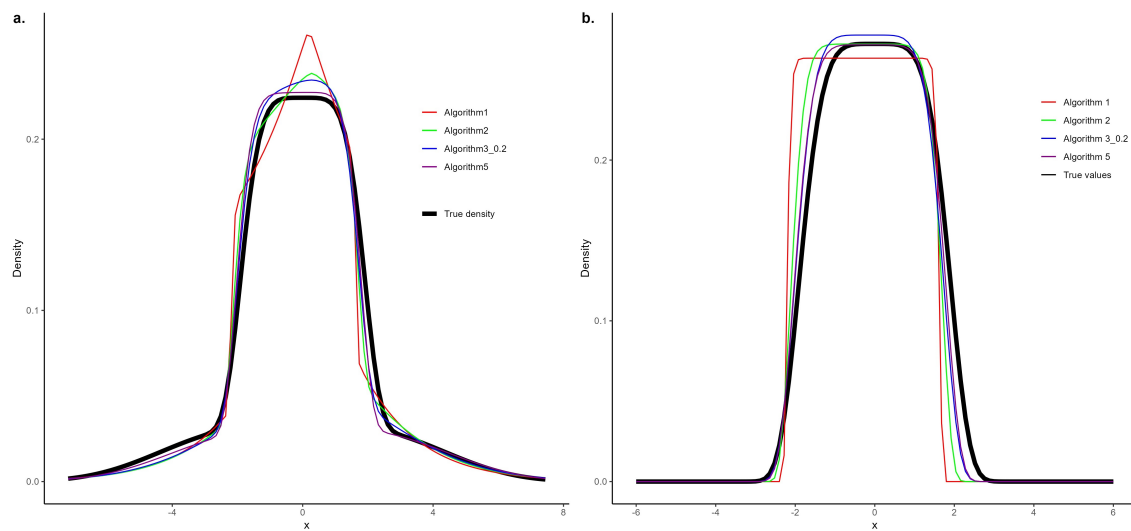 a.
Density
0.2
0.1
0.0
-4
0
4
8
x
Algorithm1
Algorithm2
Algorithm3_0.2
Algorithm5
True density
b.
Density
0.2
0.1
0.0
-6
-4
-2
0
2
4
6
x
Algorithm 1
Algorithm 2
Algorithm 3_0.2
Algorithm 5
True values